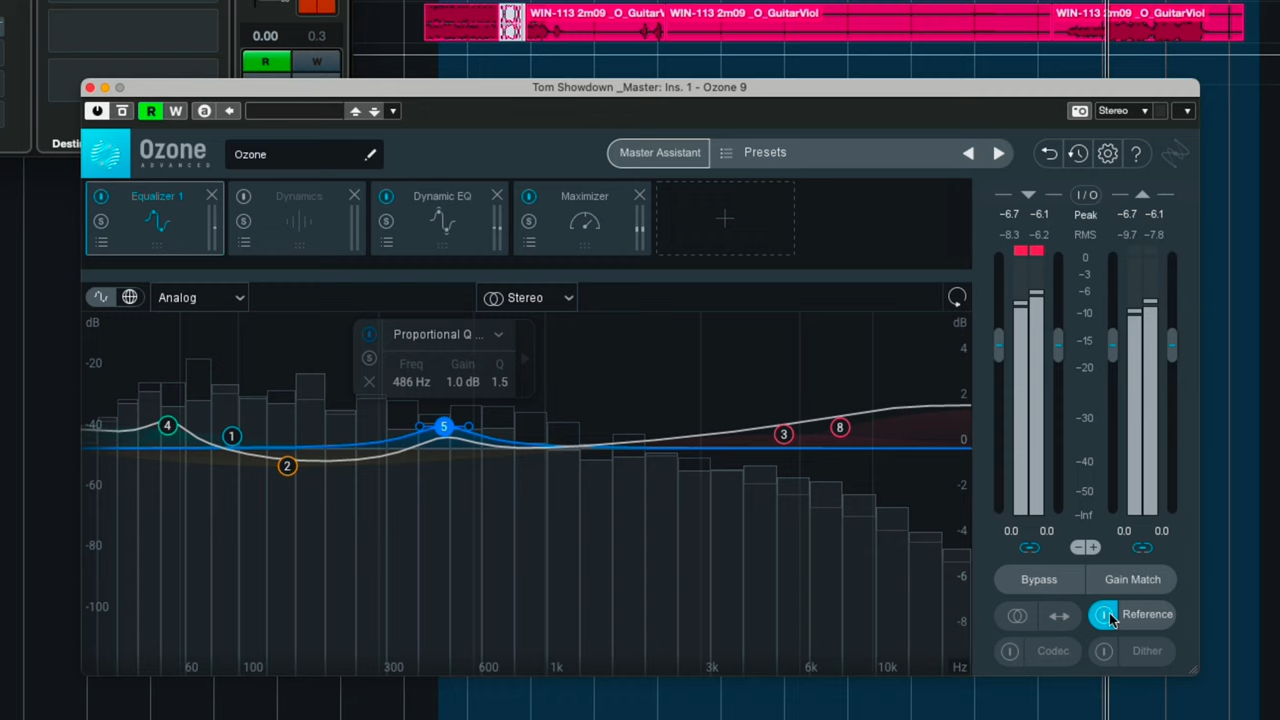 WIN-113 2m09 _O_GuitarV
WIN-113 2m09 _O_GuitarViol
WIN-113 2m09 _O_GuitarViol
0.00
0.3
R
W
Desti
Tom Showdown _Master: Ins. 1 - Ozone 9
R
W
a
Stereo
Ozone
ADVANCED
Ozone
Master Assistant
Presets
?
Equalizer 1
Dynamics
Dynamic EQ
Maximizer
S
S
S
S
+
I / O
-6.7
-6.1
Peak
-6.7
-6.1
-8.3
-6.2
RMS
-9.7
-7.8
Analog
Stereo
dB
dB
-20
-40
-60
-80
-100
Proportional Q ...
S
Freq
Gain
Q
486 Hz
1.0 dB
1.5
4
2
0
-2
-4
-6
-8
4
1
2
5
3
8
60
100
300
600
1k
3k
6k
10k
Hz
0
-3
-6
-10
-15
-20
-30
-40
-50
-Inf
0.0
0.0
0.0
0.0
Bypass
Gain Match
Reference
Codec
Dither